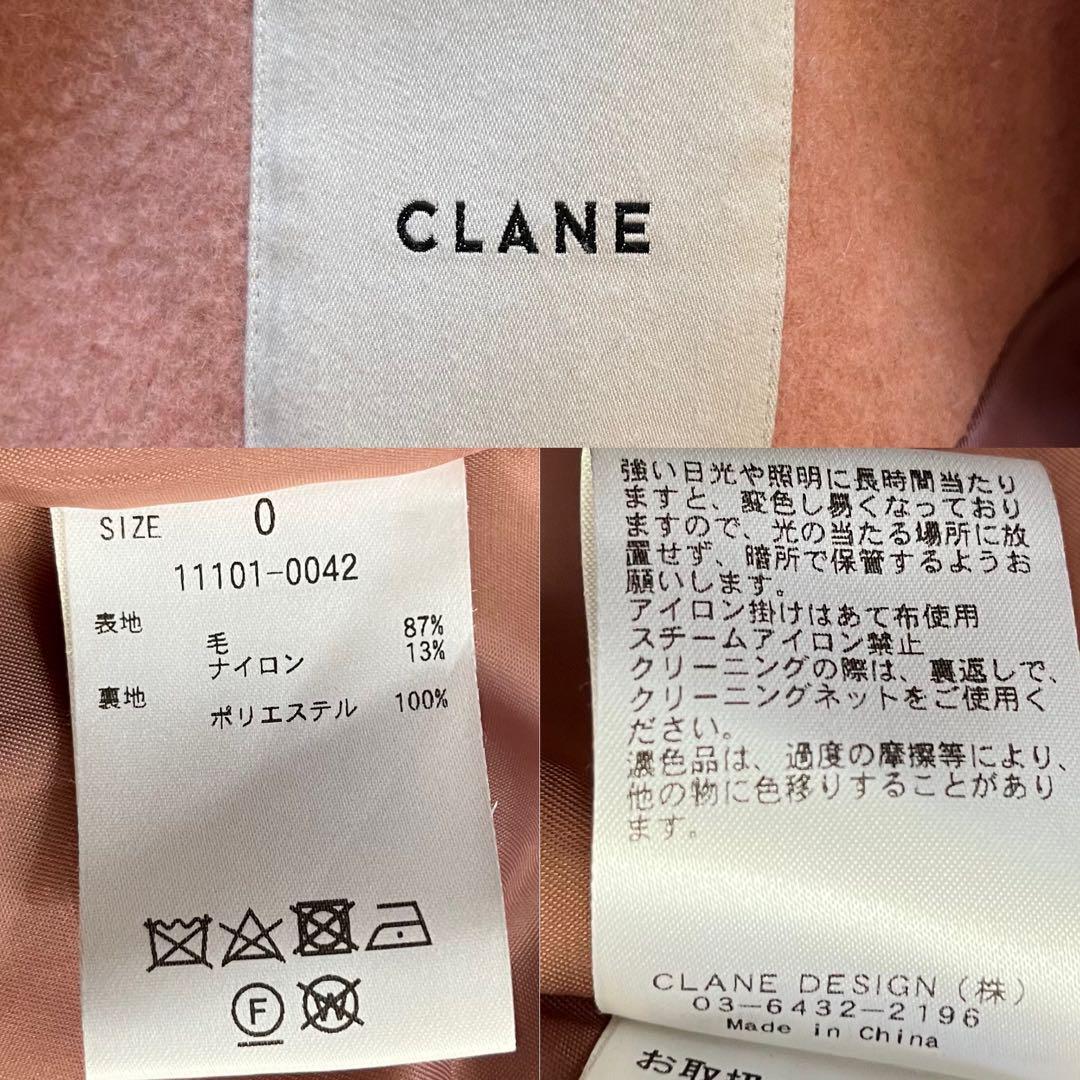 CLANE
SIZE 0
11101-0042
表地
毛 87%
ナイロン 13%
裏地
ポリエステル 100%
F
W
強い日光や照明に長時間当たり
ますと、変色し易くなっており
ますので、光の当たる場所に放
置せず、暗所で保管するようお
願いします。
アイロン掛けはあて布使用
スチームアイロン禁止
クリーニングの際は、裏返しで、
クリーニングネットをご使用く
ださい。
濃色品は、過度の摩擦等により、
他の物に色移りすることがあり
ます。
CLANE DESIGN (株)
03-6432-2196
Made in China
お取扱